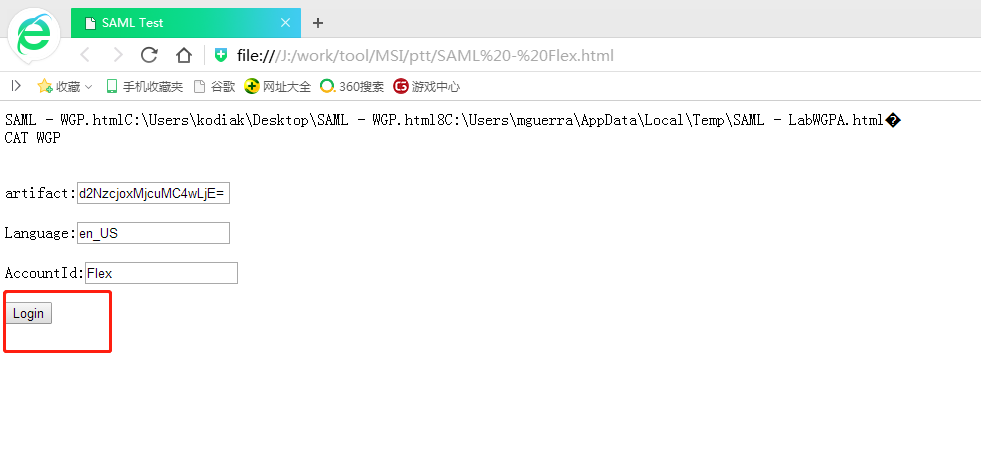 SAML Test
file:///J:/work/tool/MSI/ptt/SAML%20-%20Flex.html
收藏 手机收藏夹 谷歌 网址大全 360搜索 游戏中心
SAML - WGP.htmlC:\Users\kodiak\Desktop\SAML - WGP.html8C:\Users\mguerra\AppData\Local\Temp\SAML - LabWGPA.html�
CAT WGP
artifact:d2NzcjoxMjcuMC4wLjE=
Language:en_US
AccountId:Flex
Login